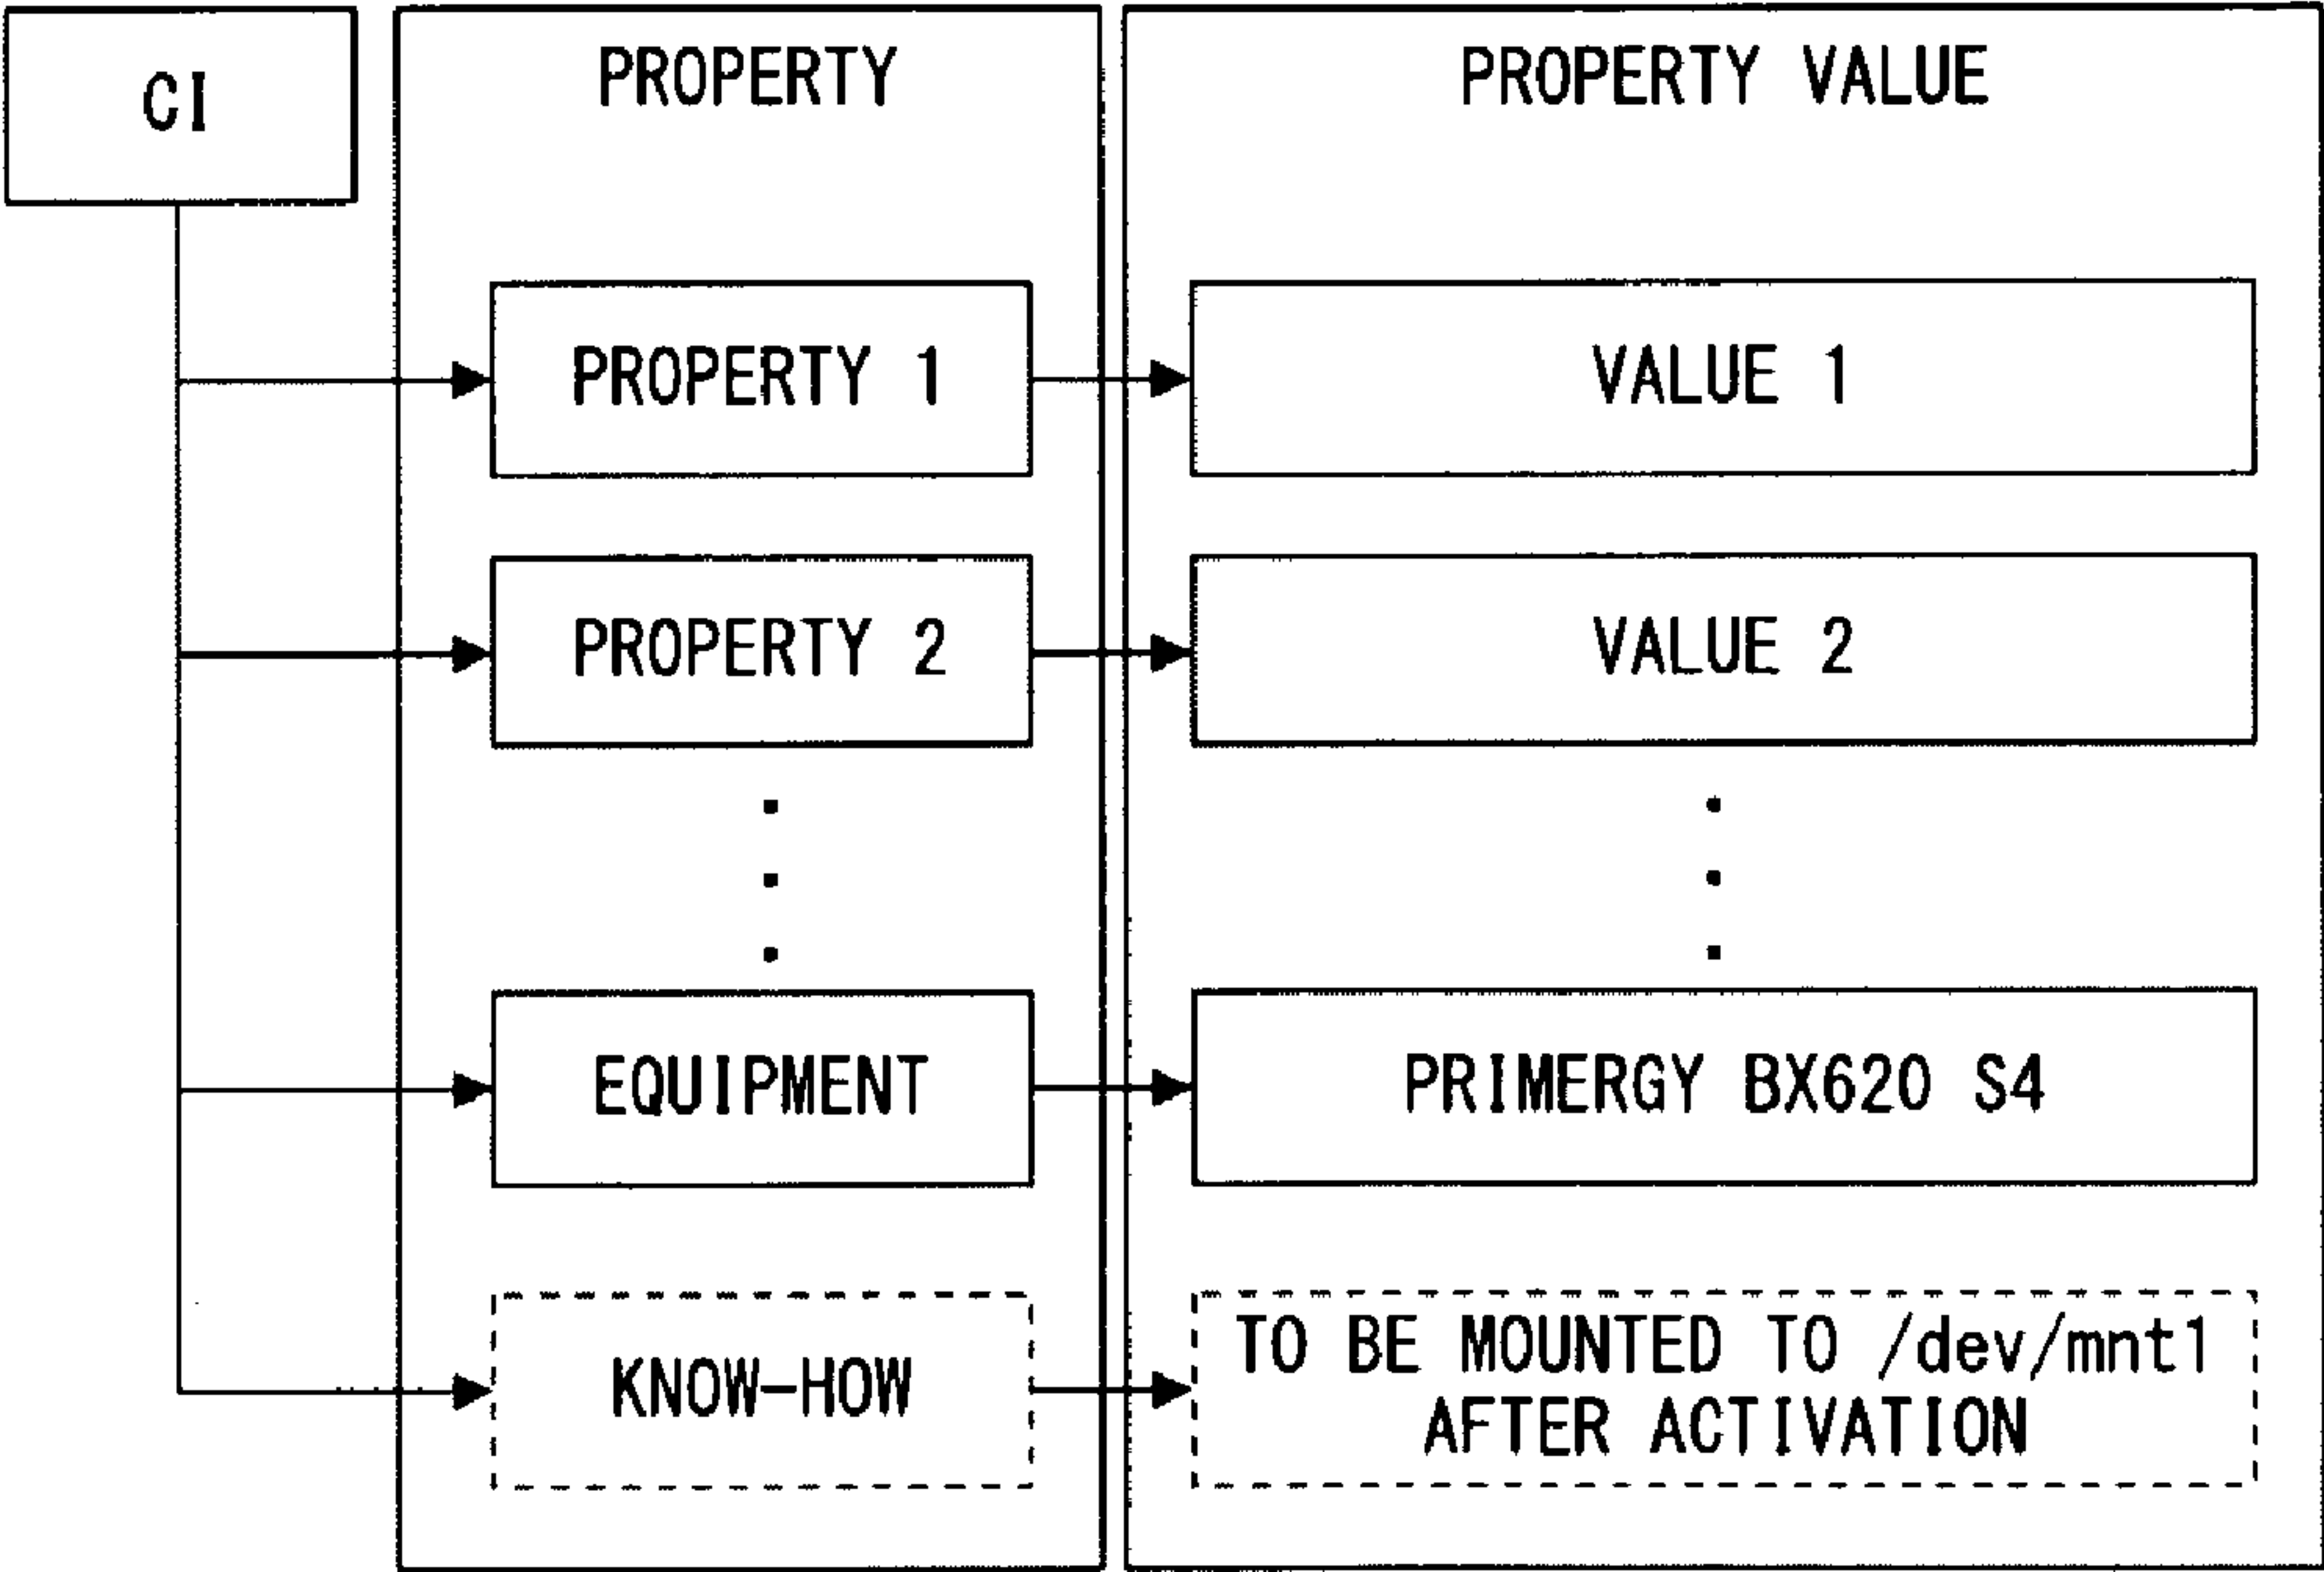 CI
PROPERTY
PROPERTY VALUE
PROPERTY 1
VALUE 1
PROPERTY 2
VALUE 2
EQUIPMENT
PRIMERGY BX620 S4
KNOW-HOW
TO BE MOUNTED TO /dev/mnt1
AFTER ACTIVATION